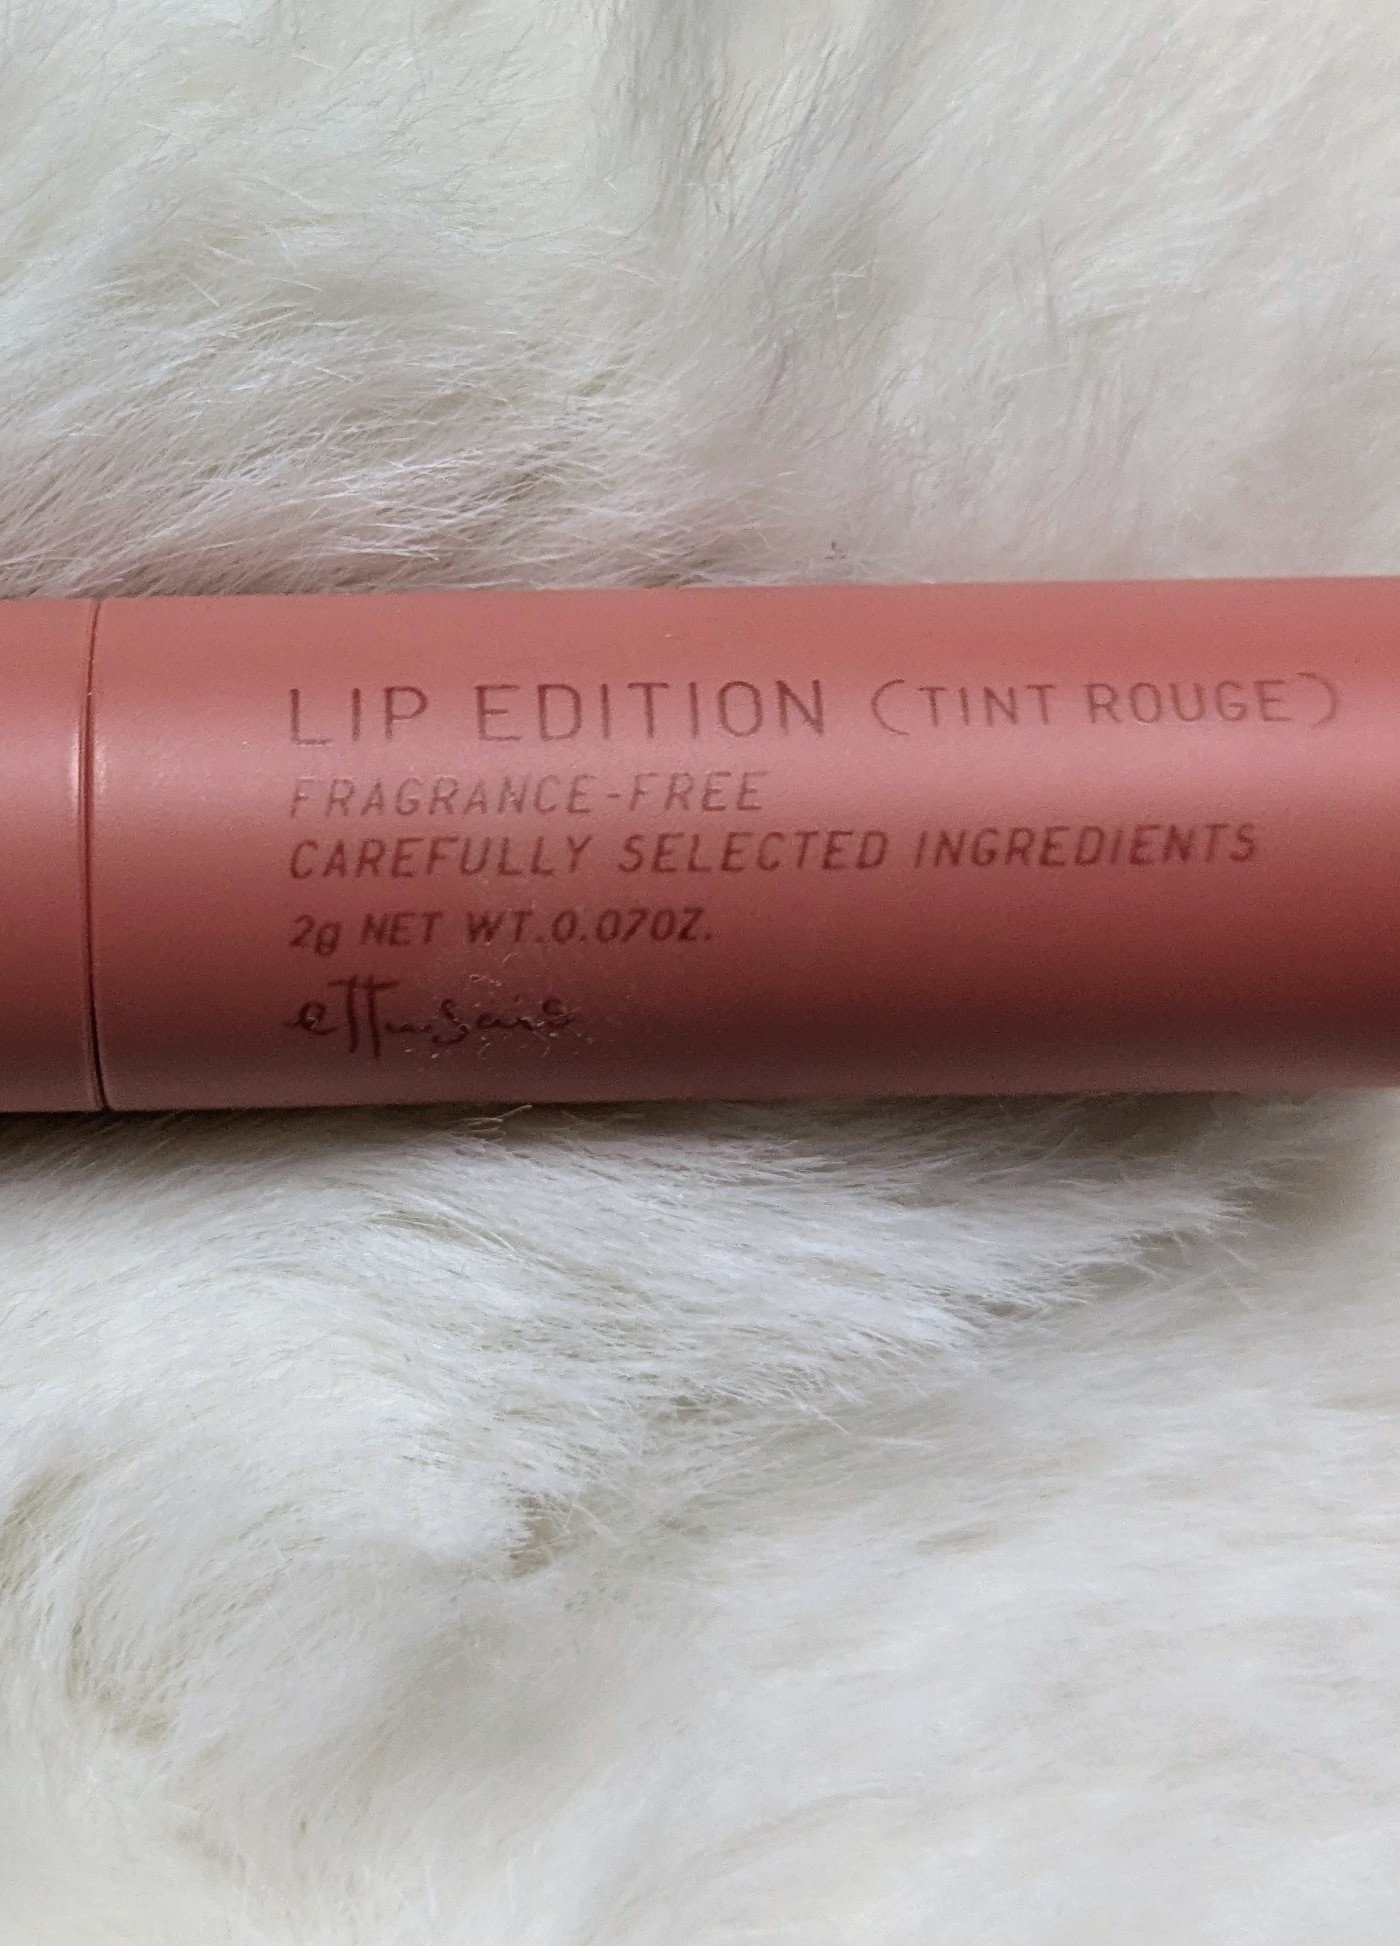 LIP EDITION (TINT ROUGE)
FRAGRANCE-FREE
CAREFULLY SELECTED INGREDIENTS
2g NET WT.0.07OZ.
ettusais